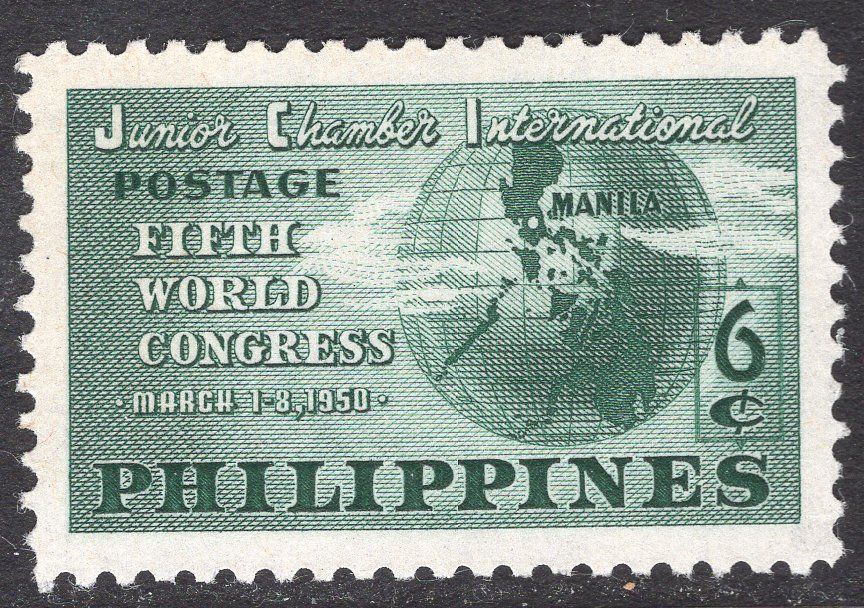 Junior Chamber International
POSTAGE
MANILA
FIFTH
WORLD
CONGRESS
· MARCH 1-8, 1950 ·
6
¢
PHILIPPINES